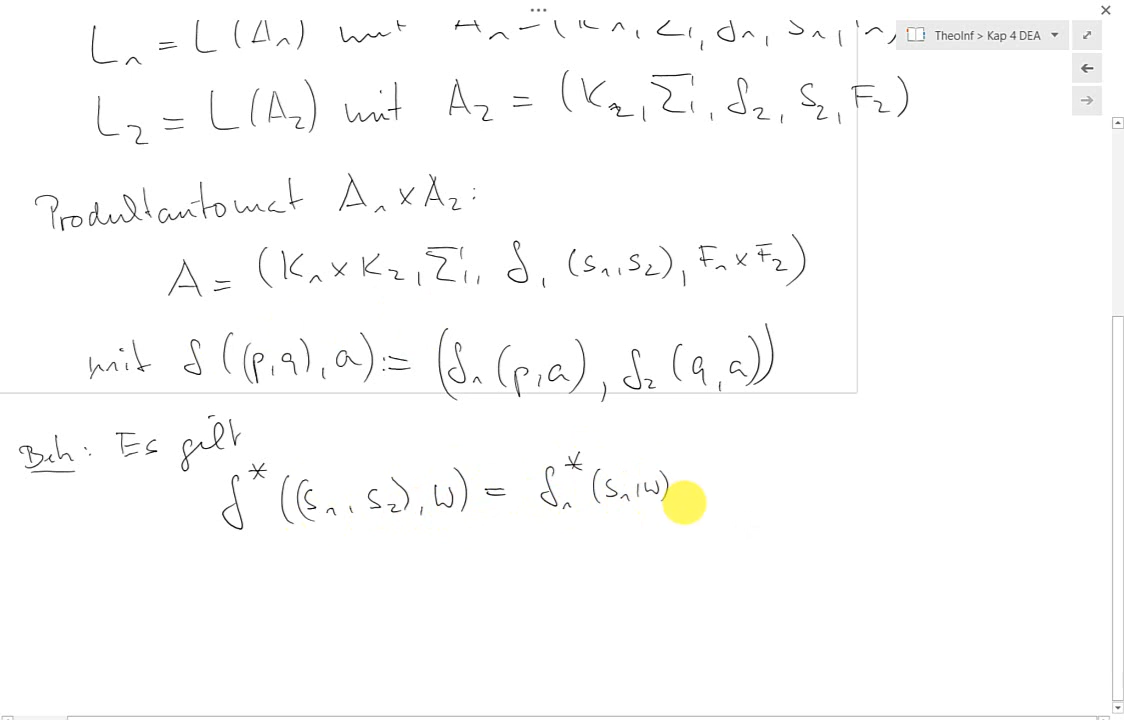 L₁ = L(A₁) mit A₁ = (K₁, Σ, δ₁, S₁, F₁)
TheoInf > Kap 4 DEA
L₂ = L(A₂) mit A₂ = (K₂, Σ, δ₂, S₂, F₂)
Produktautomat A₁ × A₂:
A = (K₁ × K₂, Σ, δ, (S₁, S₂), F₁ × F₂)
mit δ((p,q),a) := (δ₁(p,a), δ₂(q,a))
Beh: Es gilt
δ*((S₁, S₂), w) = δ₁*(S₁, w)